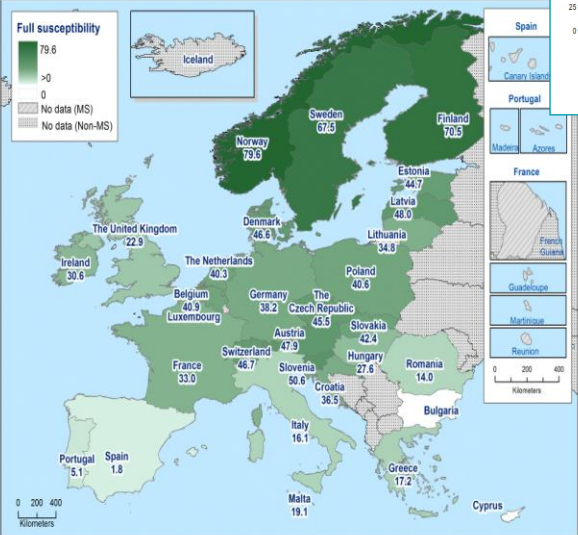 Full susceptibility
79.6
>0
0
No data (MS)
No data (Non-MS)
Iceland
25
0
Spain
Canary Islands
Portugal
Madeira
Azores
France
French
Guiana
Guadeloupe
Martinique
Reunion
0 200 400
Kilometers
Sweden
67.5
Finland
70.5
Norway
79.6
Estonia
44.7
Latvia
48.0
Denmark
46.6
Lithuania
34.8
The United Kingdom
22.9
Ireland
30.6
The Netherlands
40.3
Poland
40.6
Belgium
40.9
Luxembourg
Germany
38.2
The
Czech Republic
45.5
Slovakia
42.4
Austria
47.9
Switzerland
46.7
Hungary
27.6
France
33.0
Slovenia
50.6
Croatia
36.5
Romania
14.0
Bulgaria
Italy
16.1
Portugal
5.1
Spain
1.8
Greece
17.2
Malta
19.1
Cyprus
0 200 400
Kilometers